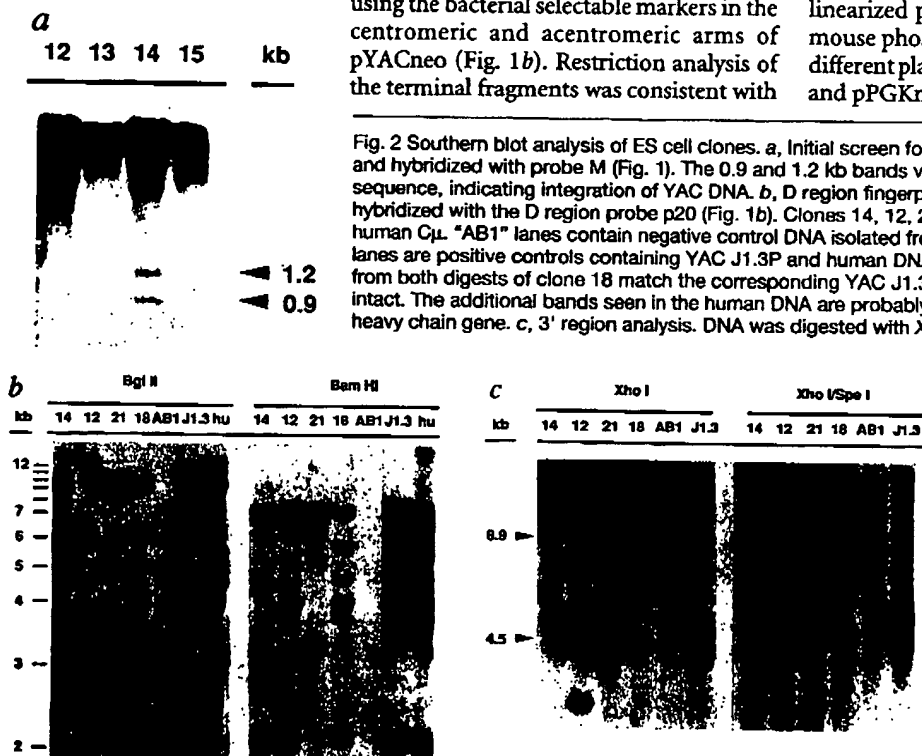 a
12 13 14 15 kb
1.2
0.9
using the bacterial selectable markers in the
centromeric and acentromeric arms of
pYACneo (Fig. 1b). Restriction analysis of
the terminal fragments was consistent with
linearized p
mouse pho
different pla
and pPGKn
Fig. 2 Southern blot analysis of ES cell clones. a, Initial screen fo
and hybridized with probe M (Fig. 1). The 0.9 and 1.2 kb bands v
sequence, indicating integration of YAC DNA. b, D region fingerp
hybridized with the D region probe p20 (Fig. 1b). Clones 14, 12, 2
human Cμ. "AB1" lanes contain negative control DNA isolated fre
lanes are positive controls containing YAC J1.3P and human DNA
from both digests of clone 18 match the corresponding YAC J1.3
intact. The additional bands seen in the human DNA are probably
heavy chain gene. c, 3' region analysis. DNA was digested with X
b
Bgl II Bam HI
kb 14 12 21 18 AB1 J1.3 hu 14 12 21 18 AB1 J1.3 hu
12
7
6
5
4
3
2
c
Xho I Xho I/Spe I
kb 14 12 21 18 AB1 J1.3 14 12 21 18 AB1 J1.3
6.9
4.5